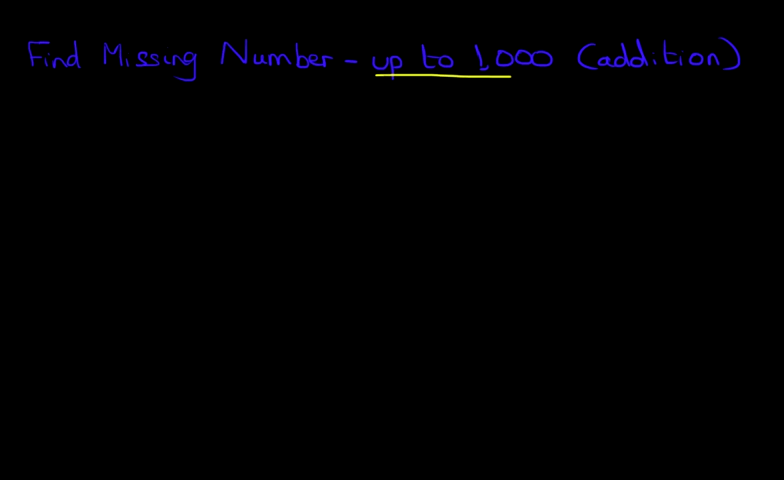 Find Missing Number - up to 1,000 (addition)